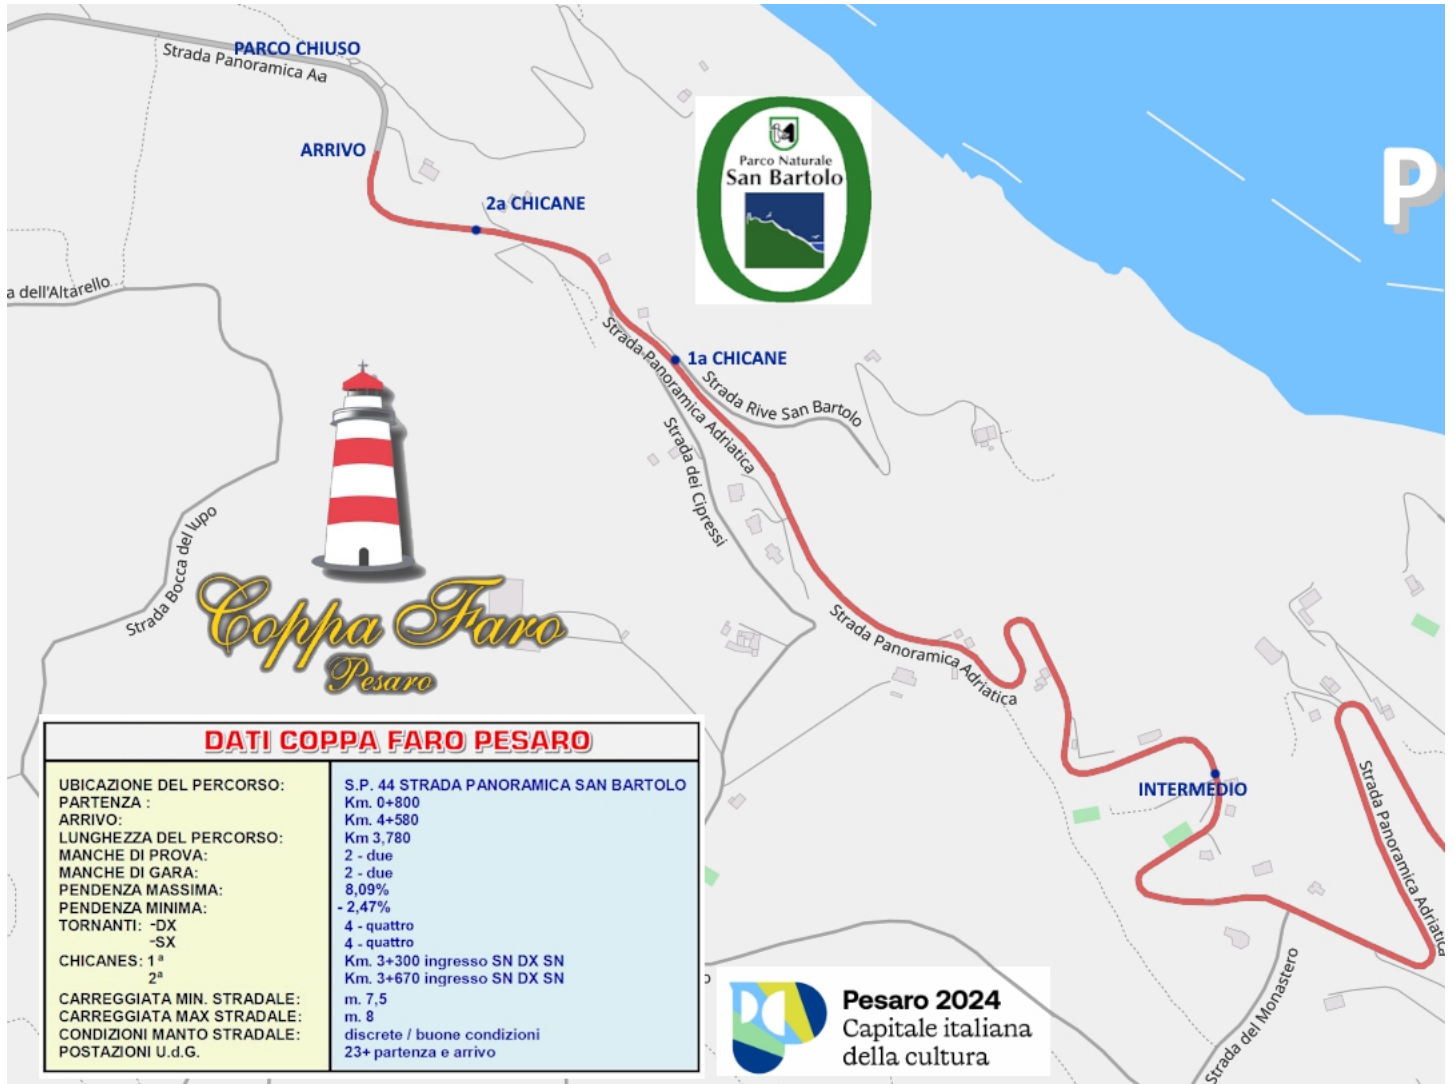 PARCO CHIUSO
Strada Panoramica Aa
ARRIVO
2a CHICANE
Parco Naturale
San Bartolo
P
a dell'Altarello
1a CHICANE
Strada Panoramica Adriatica
Strada Rive San Bartolo
Strada dei Cipressi
Strada Bocca del lupo
Coppa Faro
Pesaro
Strada Panoramica Adriatica
INTERMEDIO
Strada Panoramica Adriatica
Strada del Monastero
DATI COPPA FARO PESARO
UBICAZIONE DEL PERCORSO: S.P. 44 STRADA PANORAMICA SAN BARTOLO
PARTENZA : Km. 0+800
ARRIVO: Km. 4+580
LUNGHEZZA DEL PERCORSO: Km 3,780
MANCHE DI PROVA: 2 - due
MANCHE DI GARA: 2 - due
PENDENZA MASSIMA: 8,09%
PENDENZA MINIMA: - 2,47%
TORNANTI: -DX 4 - quattro
-SX 4 - quattro
CHICANES: 1ª Km. 3+300 ingresso SN DX SN
2ª Km. 3+670 ingresso SN DX SN
CARREGGIATA MIN. STRADALE: m. 7,5
CARREGGIATA MAX STRADALE: m. 8
CONDIZIONI MANTO STRADALE: discrete / buone condizioni
POSTAZIONI U.d.G. 23+ partenza e arrivo
Pesaro 2024
Capitale italiana
della cultura